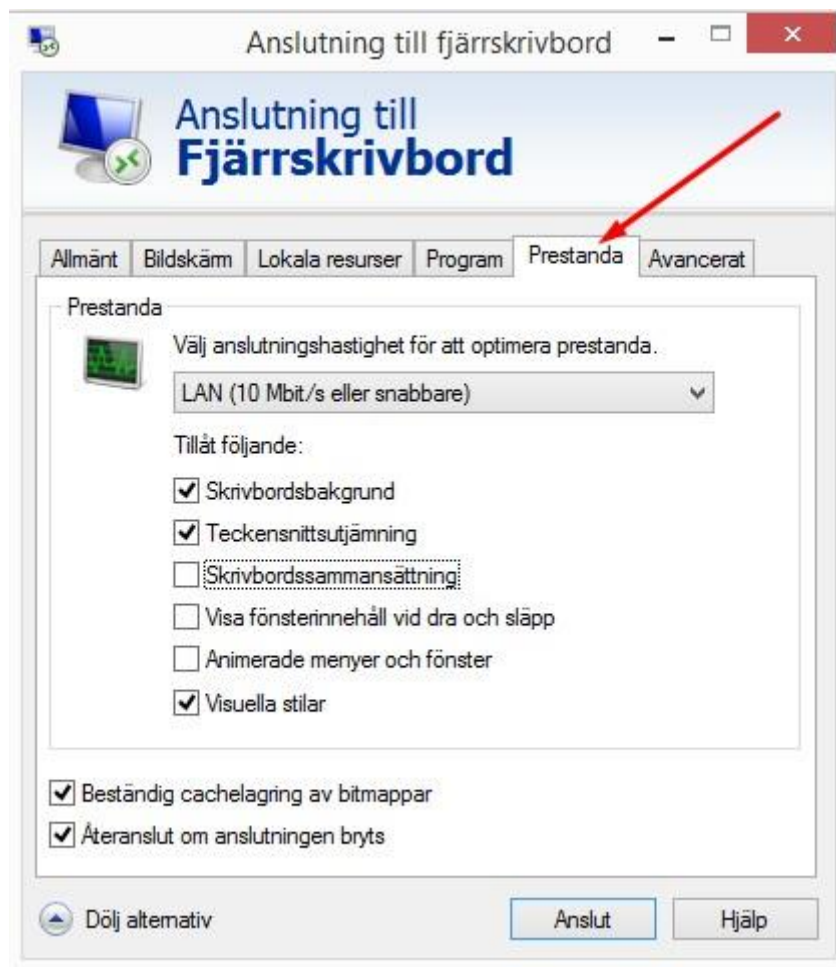 Anslutning till fjärrskrivbord
Anslutning till
Fjärrskrivbord
Allmänt Bildskärm Lokala resurser Program Prestanda Avancerat
Prestanda
Välj anslutningshastighet för att optimera prestanda.
LAN (10 Mbit/s eller snabbare)
Tillåt följande:
Skrivbordsbakgrund
Teckensnittsutjämning
Skrivbordssammansättning
Visa fönsterinnehåll vid dra och släpp
Animerade menyer och fönster
Visuella stilar
Beständig cachelagring av bitmappar
Återanslut om anslutningen bryts
Dölj alternativ Anslut Hjälp